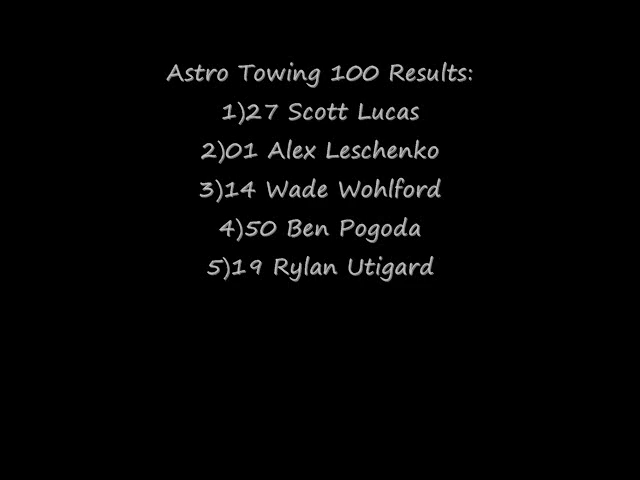 Astro Towing 100 Results:
1)27 Scott Lucas
2)01 Alex Leschenko
3)14 Wade Wohlford
4)50 Ben Pogoda
5)19 Rylan Utigard